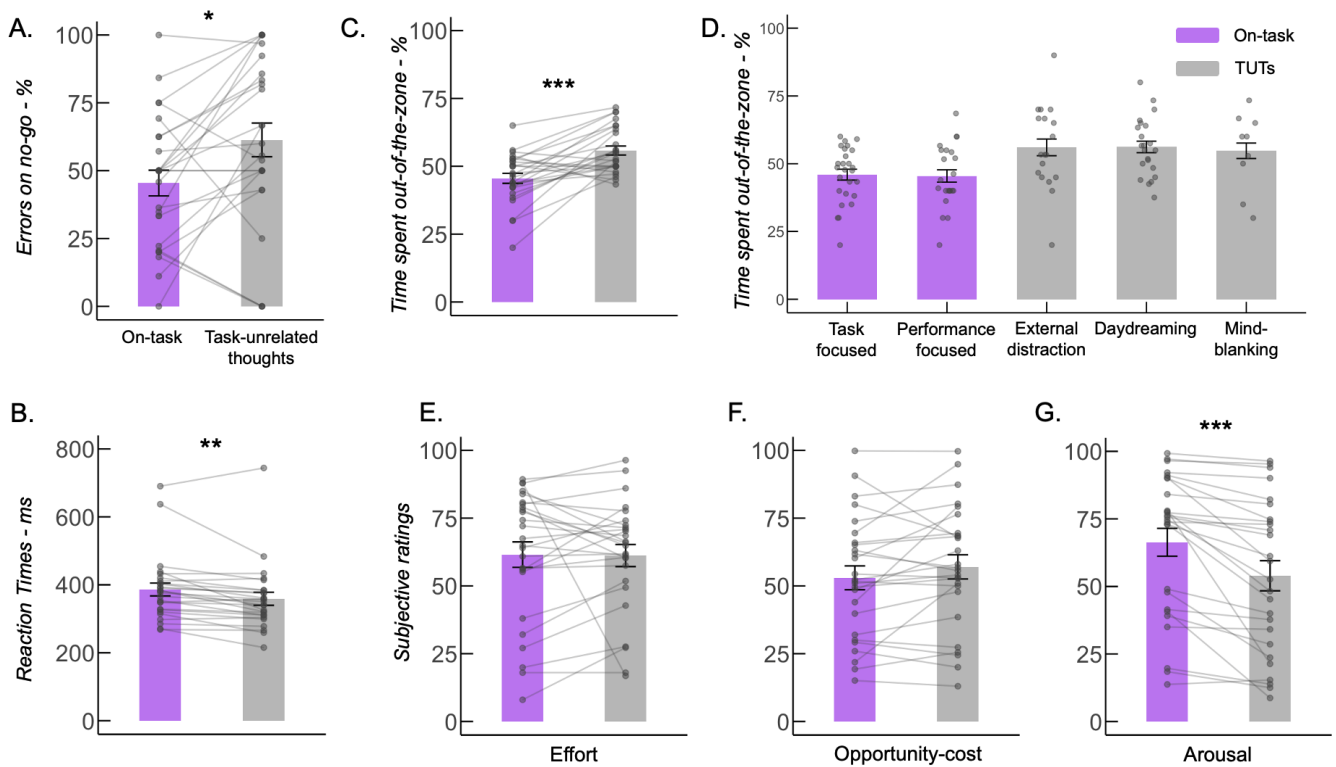 A.
*
Errors on no-go - %
100
75
50
25
0
On-task
Task-unrelated
thoughts
C.
***
Time spent out-of-the-zone - %
100
75
50
25
0
D.
Time spent out-of-the-zone - %
100
75
50
25
0
On-task
TUTs
Task
focused
Performance
focused
External
distraction
Daydreaming
Mind-
blanking
B.
**
Reaction Times - ms
800
600
400
200
0
E.
Subjective ratings
100
75
50
25
0
Effort
F.
100
75
50
25
0
Opportunity-cost
G.
***
100
75
50
25
0
Arousal